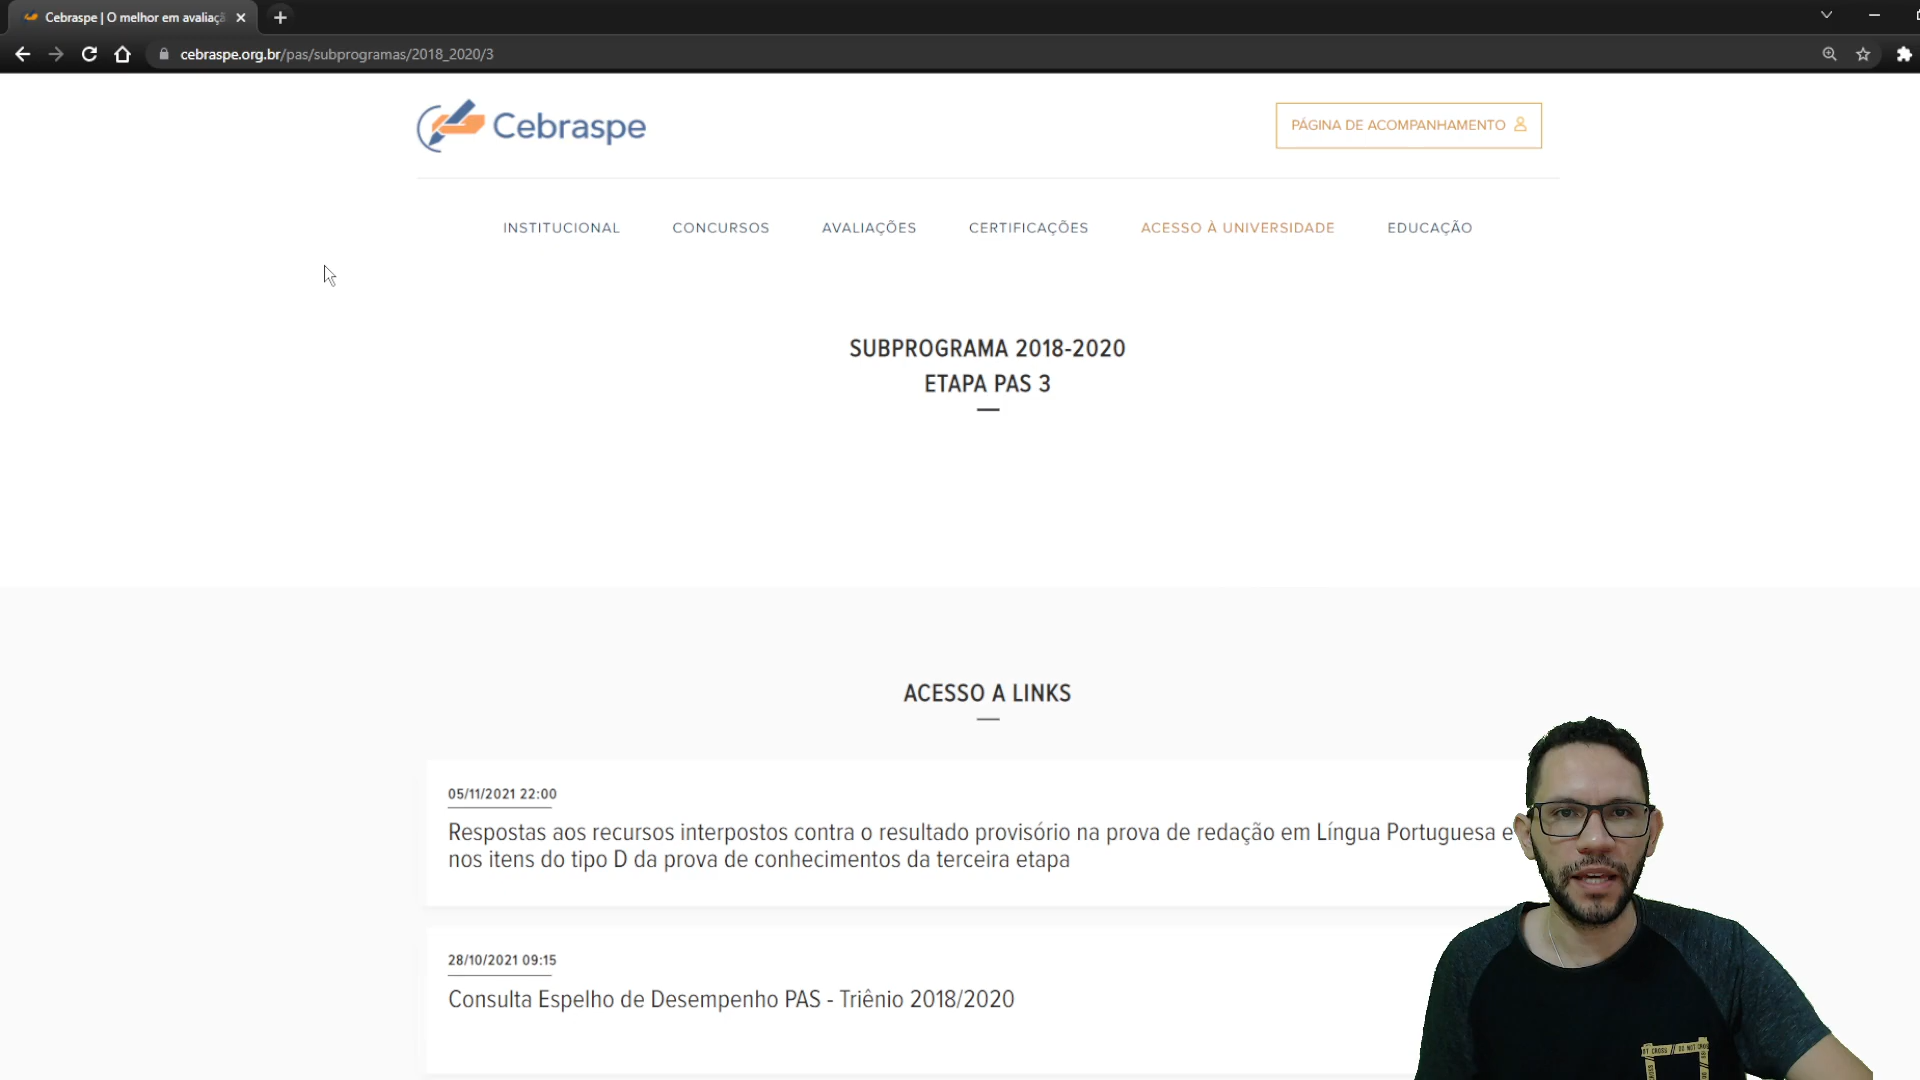 Cebraspe | O melhor em avaliaç
cebraspe.org.br/pas/subprogramas/2018_2020/3
Cebraspe
PÁGINA DE ACOMPANHAMENTO
INSTITUCIONAL CONCURSOS AVALIAÇÕES CERTIFICAÇÕES ACESSO À UNIVERSIDADE EDUCAÇÃO
SUBPROGRAMA 2018-2020
ETAPA PAS 3
ACESSO A LINKS
05/11/2021 22:00
Respostas aos recursos interpostos contra o resultado provisório na prova de redação em Língua Portuguesa e
nos itens do tipo D da prova de conhecimentos da terceira etapa
28/10/2021 09:15
Consulta Espelho de Desempenho PAS - Triênio 2018/2020